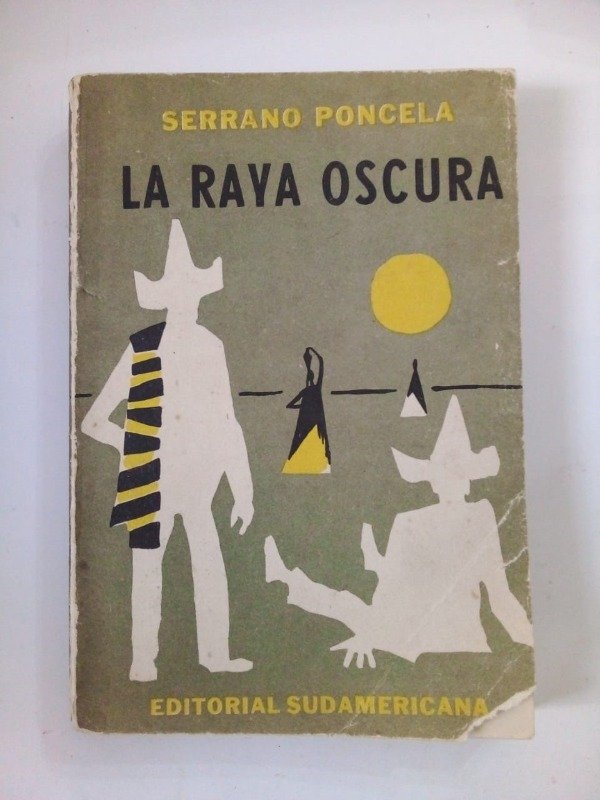 SERRANO PONCELA
LA RAYA OSCURA
EDITORIAL SUDAMERICANA